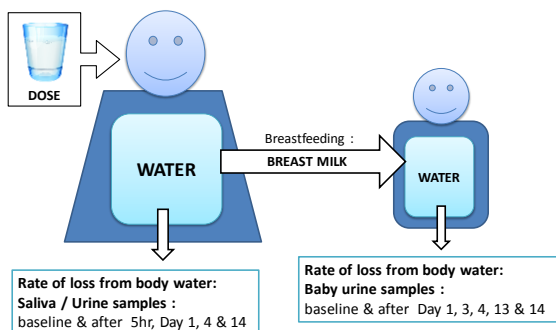 DOSE
WATER
Breastfeeding :
BREAST MILK
WATER
Rate of loss from body water:
Saliva / Urine samples :
baseline & after  5hr, Day 1, 4 & 14
Rate of loss from body water:
Baby urine samples :
baseline & after  Day 1, 3, 4, 13 & 14